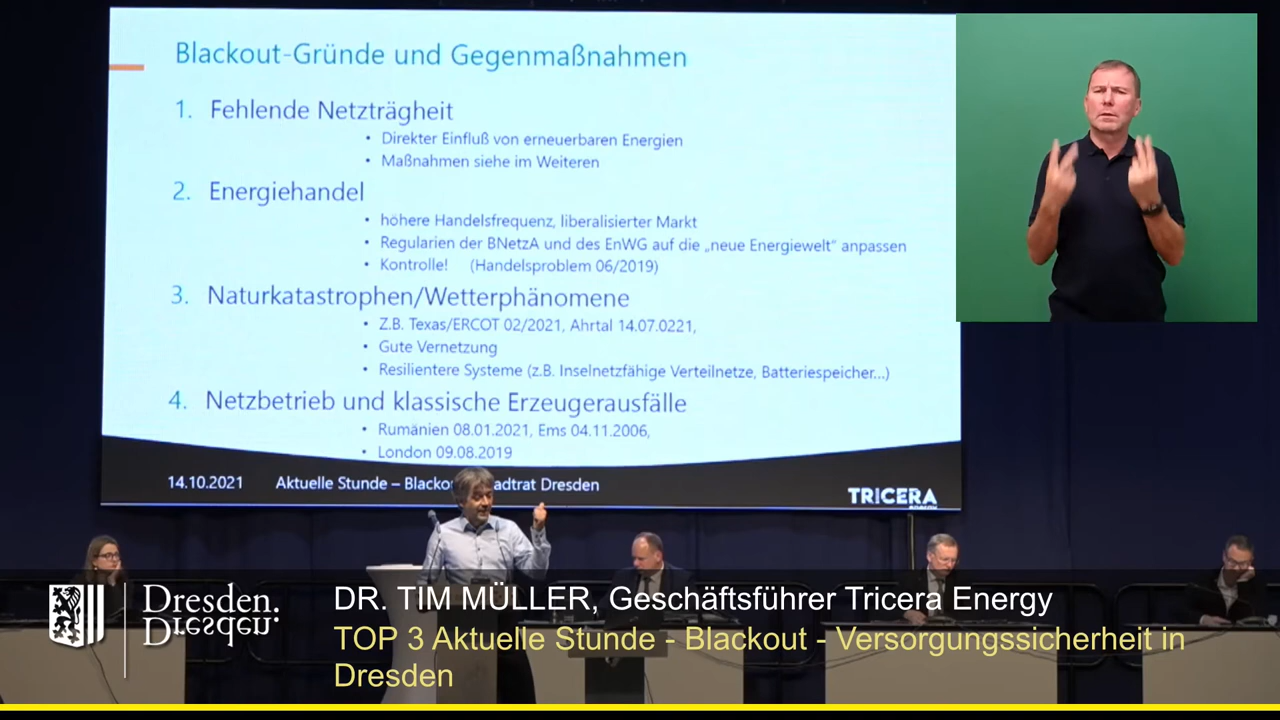 Blackout-Gründe und Gegenmaßnahmen
1. Fehlende Netzträgheit
• Direkter Einfluß von erneuerbaren Energien
• Maßnahmen siehe im Weiteren
2. Energiehandel
• höhere Handelsfrequenz, liberalisierter Markt
• Regularien der BNetzA und des EnWG auf die „neue Energiewelt" anpassen
• Kontrolle! (Handelsproblem 06/2019)
3. Naturkatastrophen/Wetterphänomene
• Z.B. Texas/ERCOT 02/2021, Ahrtal 14.07.0221,
• Gute Vernetzung
• Resilientere Systeme (z.B. Inselnetzfähige Verteilnetze, Batteriespeicher...)
4. Netzbetrieb und klassische Erzeugerausfälle
• Rumänien 08.01.2021, Ems 04.11.2006,
• London 09.08.2019
14.10.2021 Aktuelle Stunde – Blacko adtrat Dresden
TRICERA
Dresden.
Dresden.
DR. TIM MÜLLER, Geschäftsführer Tricera Energy
TOP 3 Aktuelle Stunde - Blackout - Versorgungssicherheit in
Dresden